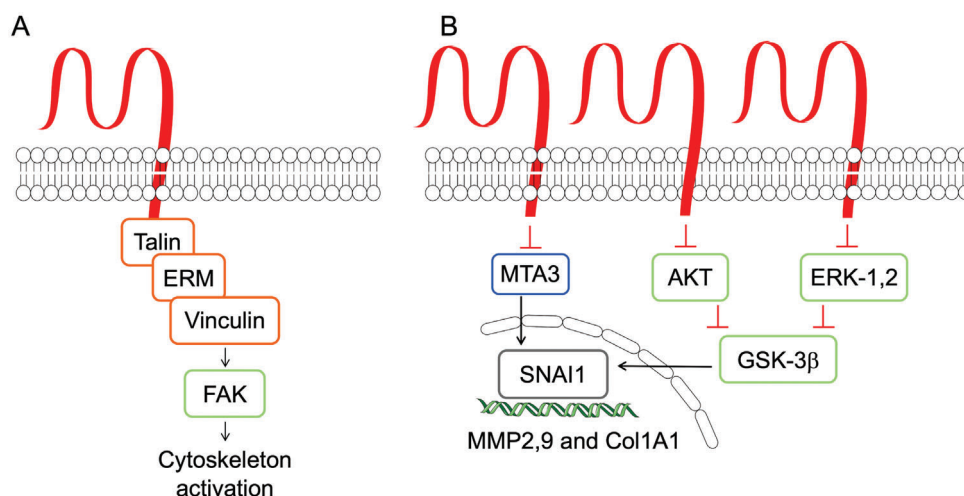 A
Talin
ERM
Vinculin
FAK
Cytoskeleton
activation
B
MTA3
AKT
ERK-1,2
GSK-3β
SNAI1
MMP2,9 and Col1A1